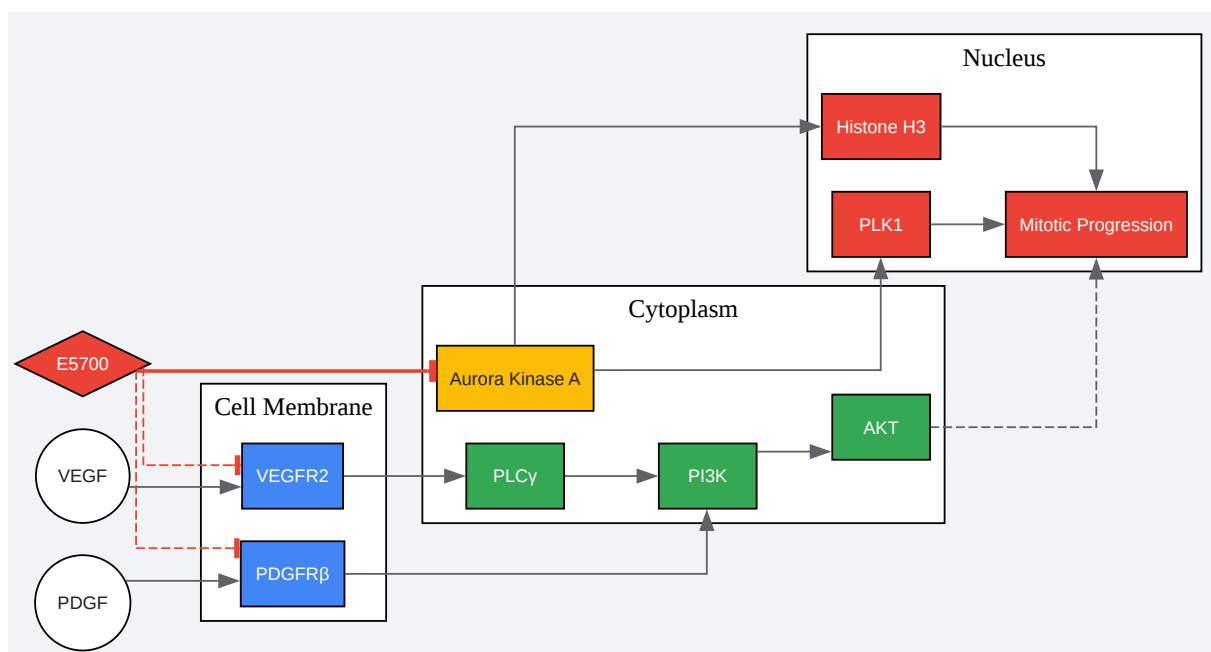 Nucleus
Histone H3
PLK1
Mitotic Progression
Cytoplasm
E5700
Aurora Kinase A
Cell Membrane
AKT
VEGF
VEGFR2
PLCγ
PI3K
PDGFRβ
PDGF